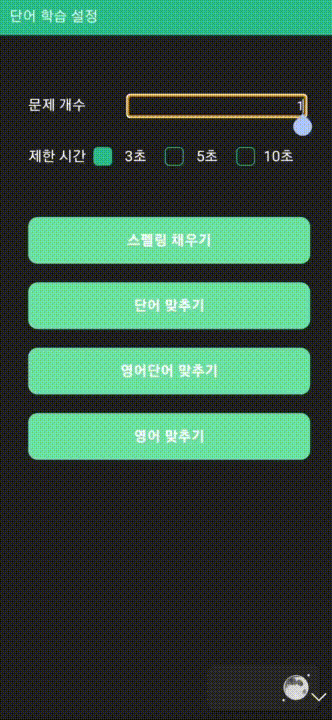 단어 학습 설정
문제 개수 1
제한 시간 3초 5초 10초
스펠링 채우기
단어 맞추기
영어단어 맞추기
영어 맞추기